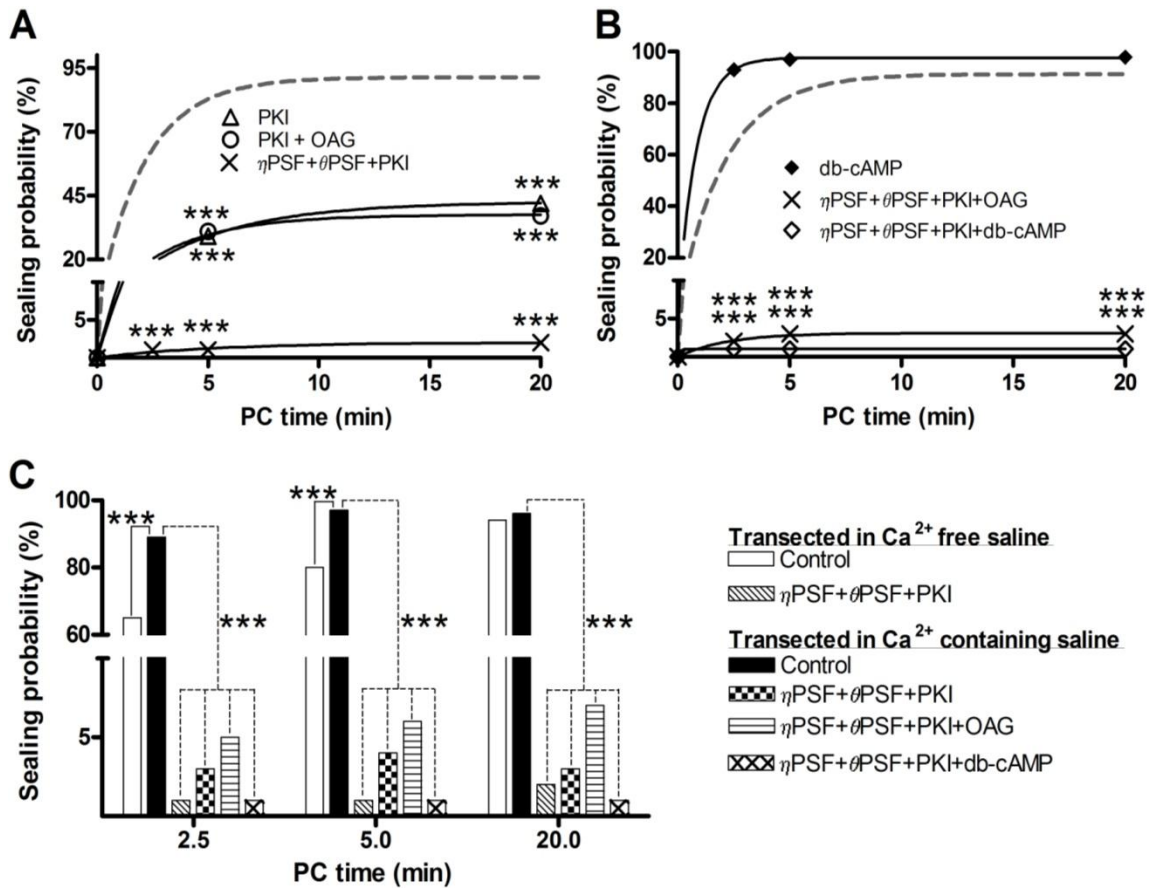 A
Sealing probability (%)
95
70
45
20
5
PKI
PKI + OAG
ηPSF+θPSF+PKI
***
***
***
***
***
***
***
0
5
10
15
20
PC time (min)
B
Sealing probability (%)
100
80
60
40
20
5
db-cAMP
ηPSF+θPSF+PKI+OAG
ηPSF+θPSF+PKI+db-cAMP
***
***
***
***
***
***
0
5
10
15
20
PC time (min)
C
Sealing probability (%)
100
80
60
5
***
***
***
***
***
2.5
5.0
20.0
PC time (min)
Transected in Ca2+ free saline
Control
ηPSF+θPSF+PKI
Transected in Ca2+ containing saline
Control
ηPSF+θPSF+PKI
ηPSF+θPSF+PKI+OAG
ηPSF+θPSF+PKI+db-cAMP